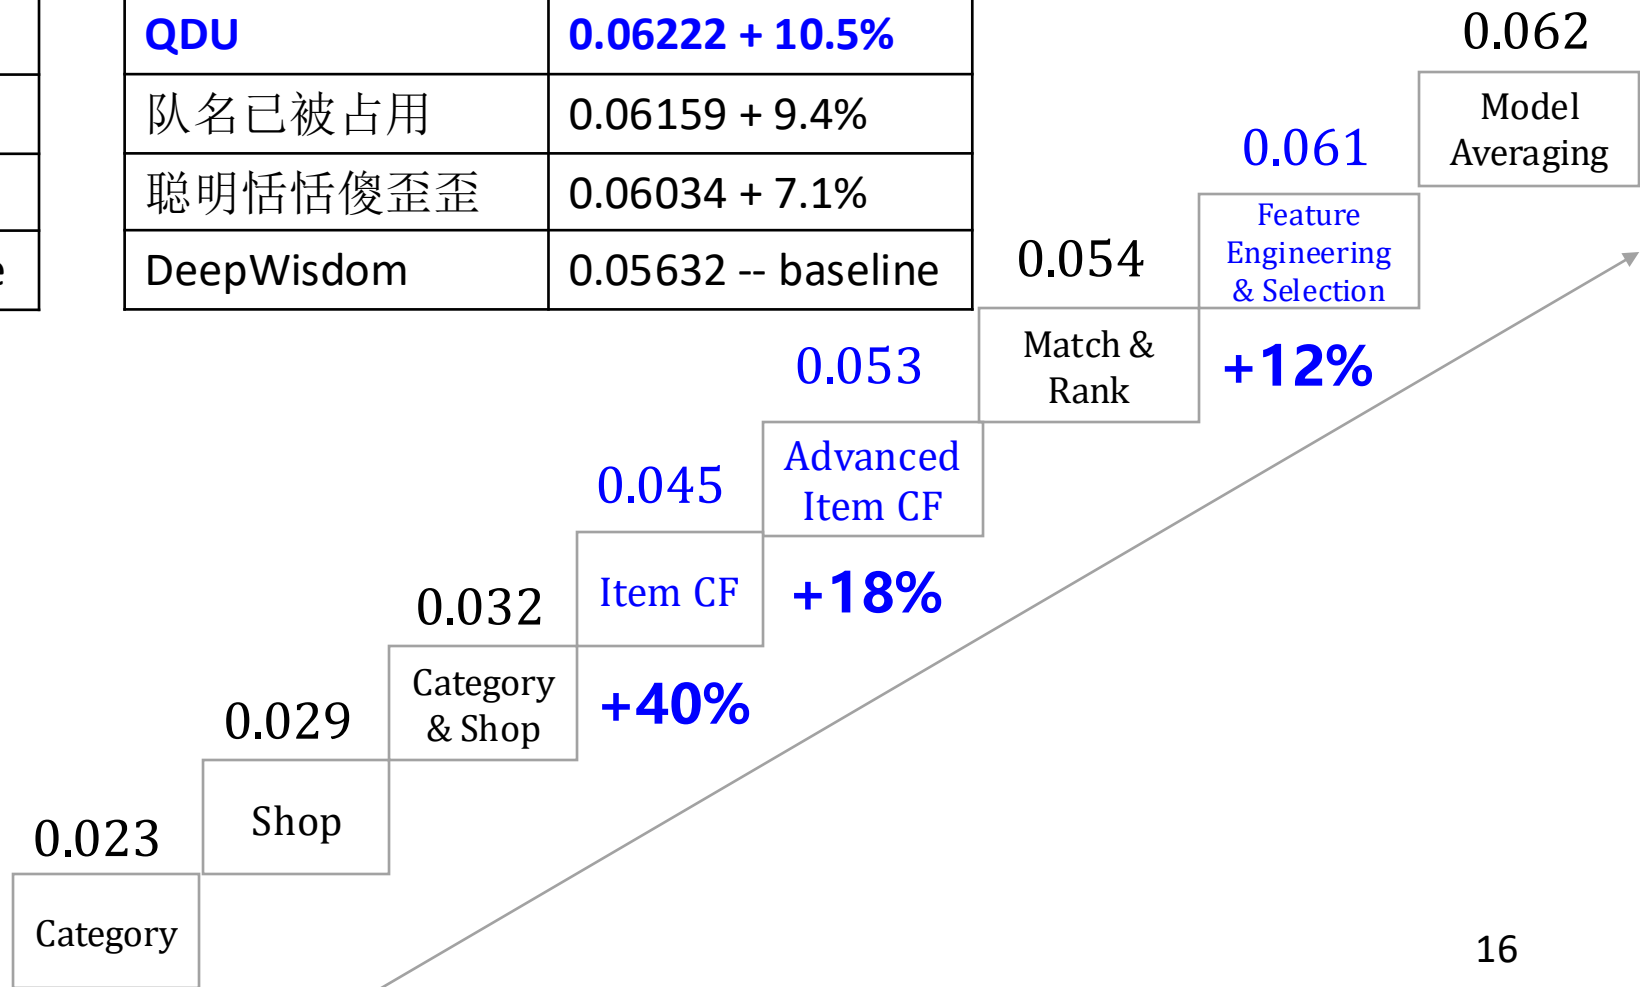 QDU 0.06222 + 10.5%
队名已被占用 0.06159 + 9.4%
聪明恬恬傻歪歪 0.06034 + 7.1%
DeepWisdom 0.05632 -- baseline
0.062
Model
Averaging
0.061
Feature
Engineering
& Selection
+12%
0.054
Match &
Rank
0.053
Advanced
Item CF
+18%
0.045
Item CF
+40%
0.032
Category
& Shop
0.029
Shop
0.023
Category
16